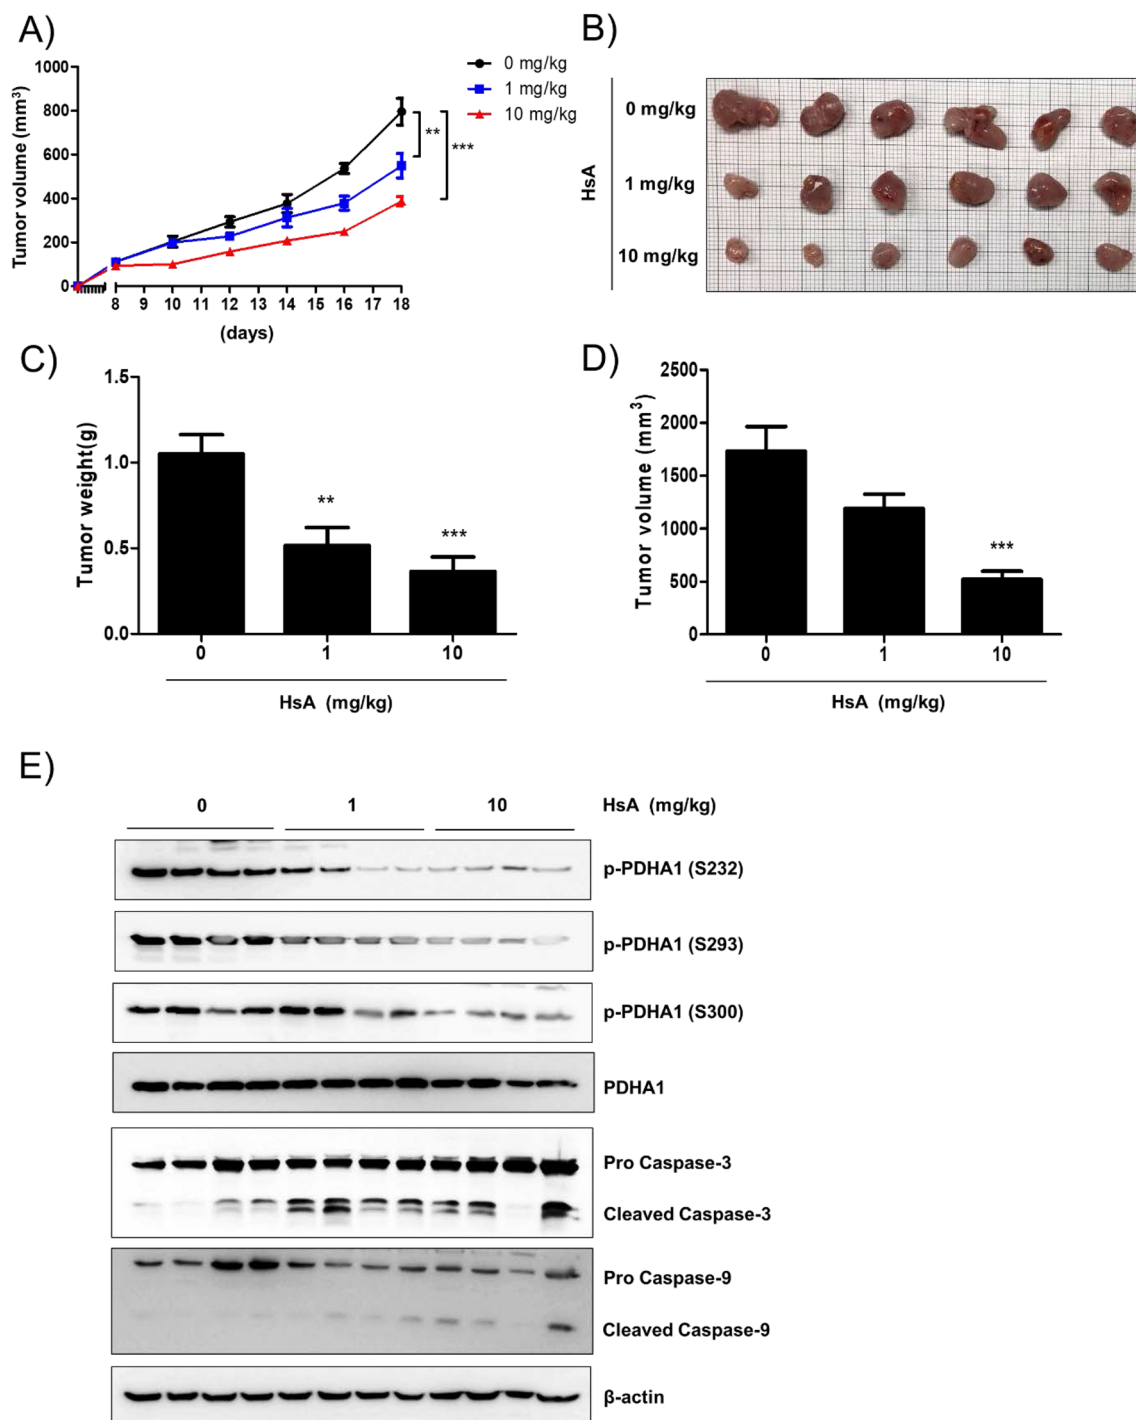 A)
Tumor volume (mm³)
1000
800
600
400
200
0
8 9 10 11 12 13 14 15 16 17 18
(days)
0 mg/kg
1 mg/kg
10 mg/kg
**
***
B)
HsA
0 mg/kg
1 mg/kg
10 mg/kg
C)
Tumor weight(g)
1.5
1.0
0.5
0.0
**
***
0 1 10
HsA (mg/kg)
D)
Tumor volume (mm³)
2500
2000
1500
1000
500
0
***
0 1 10
HsA (mg/kg)
E)
0 1 10 HsA (mg/kg)
p-PDHA1 (S232)
p-PDHA1 (S293)
p-PDHA1 (S300)
PDHA1
Pro Caspase-3
Cleaved Caspase-3
Pro Caspase-9
Cleaved Caspase-9
β-actin